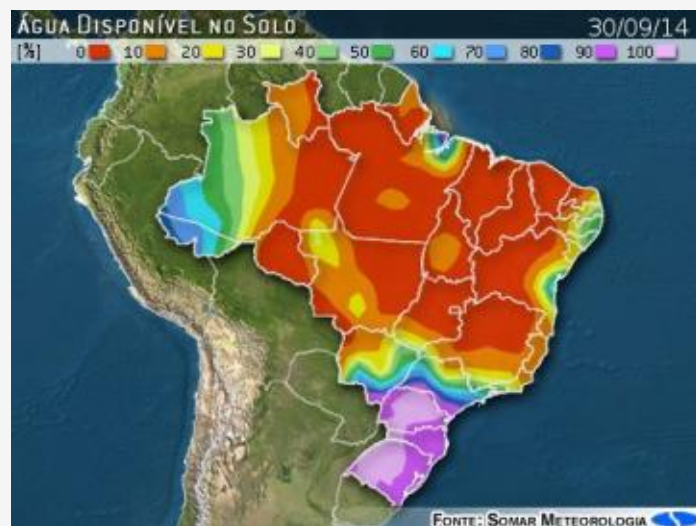 ÁGUA DISPONÍVEL NO SOLO 30/09/14
[%] 0 10 20 30 40 50 60 70 80 90 100
FONTE: SOMAR METEOROLOGIA